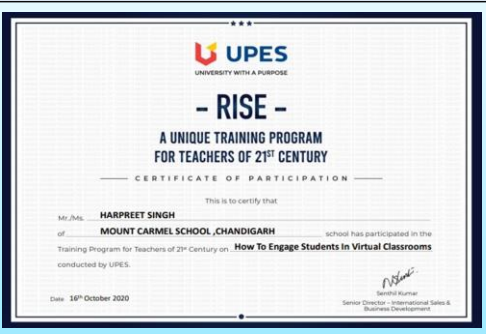 UPES
UNIVERSITY WITH A PURPOSE
– RISE –
A UNIQUE TRAINING PROGRAM
FOR TEACHERS OF 21ST CENTURY
CERTIFICATE OF PARTICIPATION
This is to certify that
Mr./Ms. HARPREET SINGH
of MOUNT CARMEL SCHOOL ,CHANDIGARH school has participated in the
Training Program for Teachers of 21st Century on How To Engage Students In Virtual Classrooms
conducted by UPES.
Senthil Kumar
Date 16th October 2020
Senior Director – International Sales &
Business Development